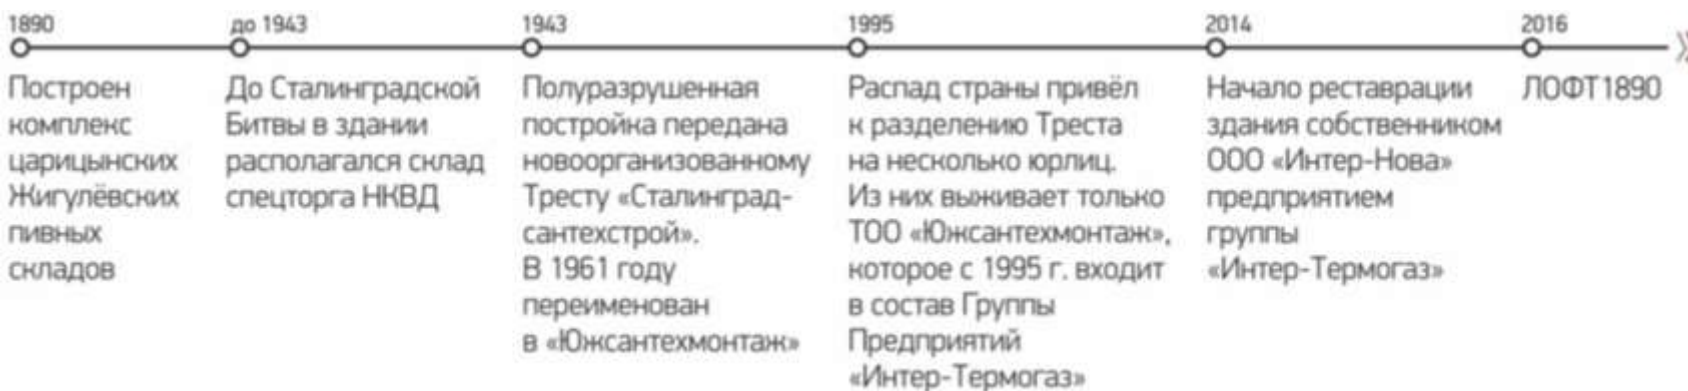 1890
Построен
комплекс
царицынских
Жигулёвских
пивных
складов
до 1943
До Сталинградской
Битвы в здании
располагался склад
спецторга НКВД
1943
Полуразрушенная
постройка передана
новоорганизованному
Тресту «Сталинград-
сантехстрой».
В 1961 году
переименован
в «Южсантехмонтаж»
1995
Распад страны привёл
к разделению Треста
на несколько юрлиц.
Из них выживает только
ТОО «Южсантехмонтаж»,
которое с 1995 г. входит
в состав Группы
Предприятий
«Интер-Термогаз»
2014
Начало реставрации
здания собственником
ООО «Интер-Нова»
предприятием
группы
«Интер-Термогаз»
2016
ЛОФТ1890